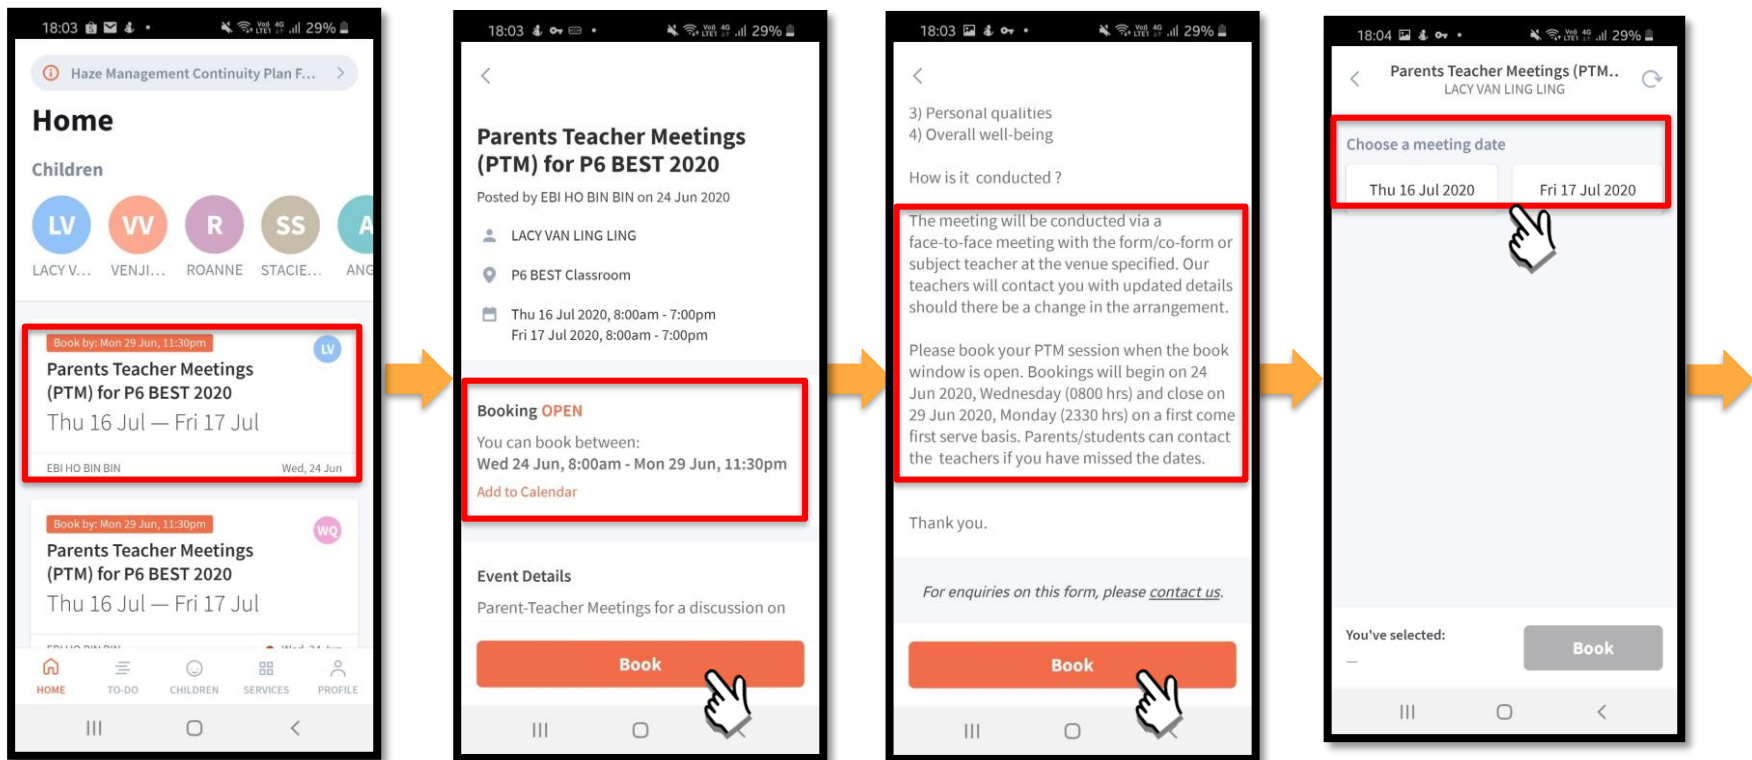 18:03
29%
Haze Management Continuity Plan F...
Home
Children
LV
VV
R
SS
A
LACY V...
VENJI...
ROANNE
STACIE...
ANG
Book by: Mon 29 Jun, 11:30pm
LV
Parents Teacher Meetings
(PTM) for P6 BEST 2020
Thu 16 Jul — Fri 17 Jul
EBI HO BIN BIN
Wed, 24 Jun
Book by: Mon 29 Jun, 11:30pm
WQ
Parents Teacher Meetings
(PTM) for P6 BEST 2020
Thu 16 Jul — Fri 17 Jul
HOME
TO-DO
CHILDREN
SERVICES
PROFILE
18:03
29%
Parents Teacher Meetings
(PTM) for P6 BEST 2020
Posted by EBI HO BIN BIN on 24 Jun 2020
LACY VAN LING LING
P6 BEST Classroom
Thu 16 Jul 2020, 8:00am - 7:00pm
Fri 17 Jul 2020, 8:00am - 7:00pm
Booking OPEN
You can book between:
Wed 24 Jun, 8:00am - Mon 29 Jun, 11:30pm
Add to Calendar
Event Details
Parent-Teacher Meetings for a discussion on
Book
18:03
29%
3) Personal qualities
4) Overall well-being
How is it conducted ?
The meeting will be conducted via a
face-to-face meeting with the form/co-form or
subject teacher at the venue specified. Our
teachers will contact you with updated details
should there be a change in the arrangement.
Please book your PTM session when the book
window is open. Bookings will begin on 24
Jun 2020, Wednesday (0800 hrs) and close on
29 Jun 2020, Monday (2330 hrs) on a first come
first serve basis. Parents/students can contact
the teachers if you have missed the dates.
Thank you.
For enquiries on this form, please contact us.
Book
18:04
29%
Parents Teacher Meetings (PTM..
LACY VAN LING LING
Choose a meeting date
Thu 16 Jul 2020
Fri 17 Jul 2020
You've selected:
—
Book